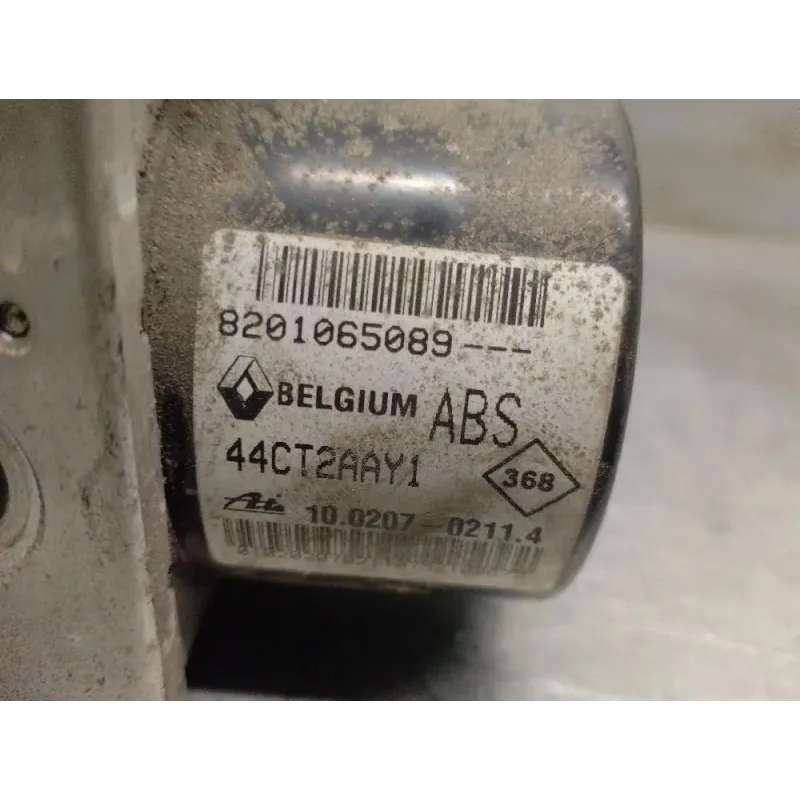 8201065089---
BELGIUM ABS
44CT2AAY1
368
Ate 10.0207-0211.4